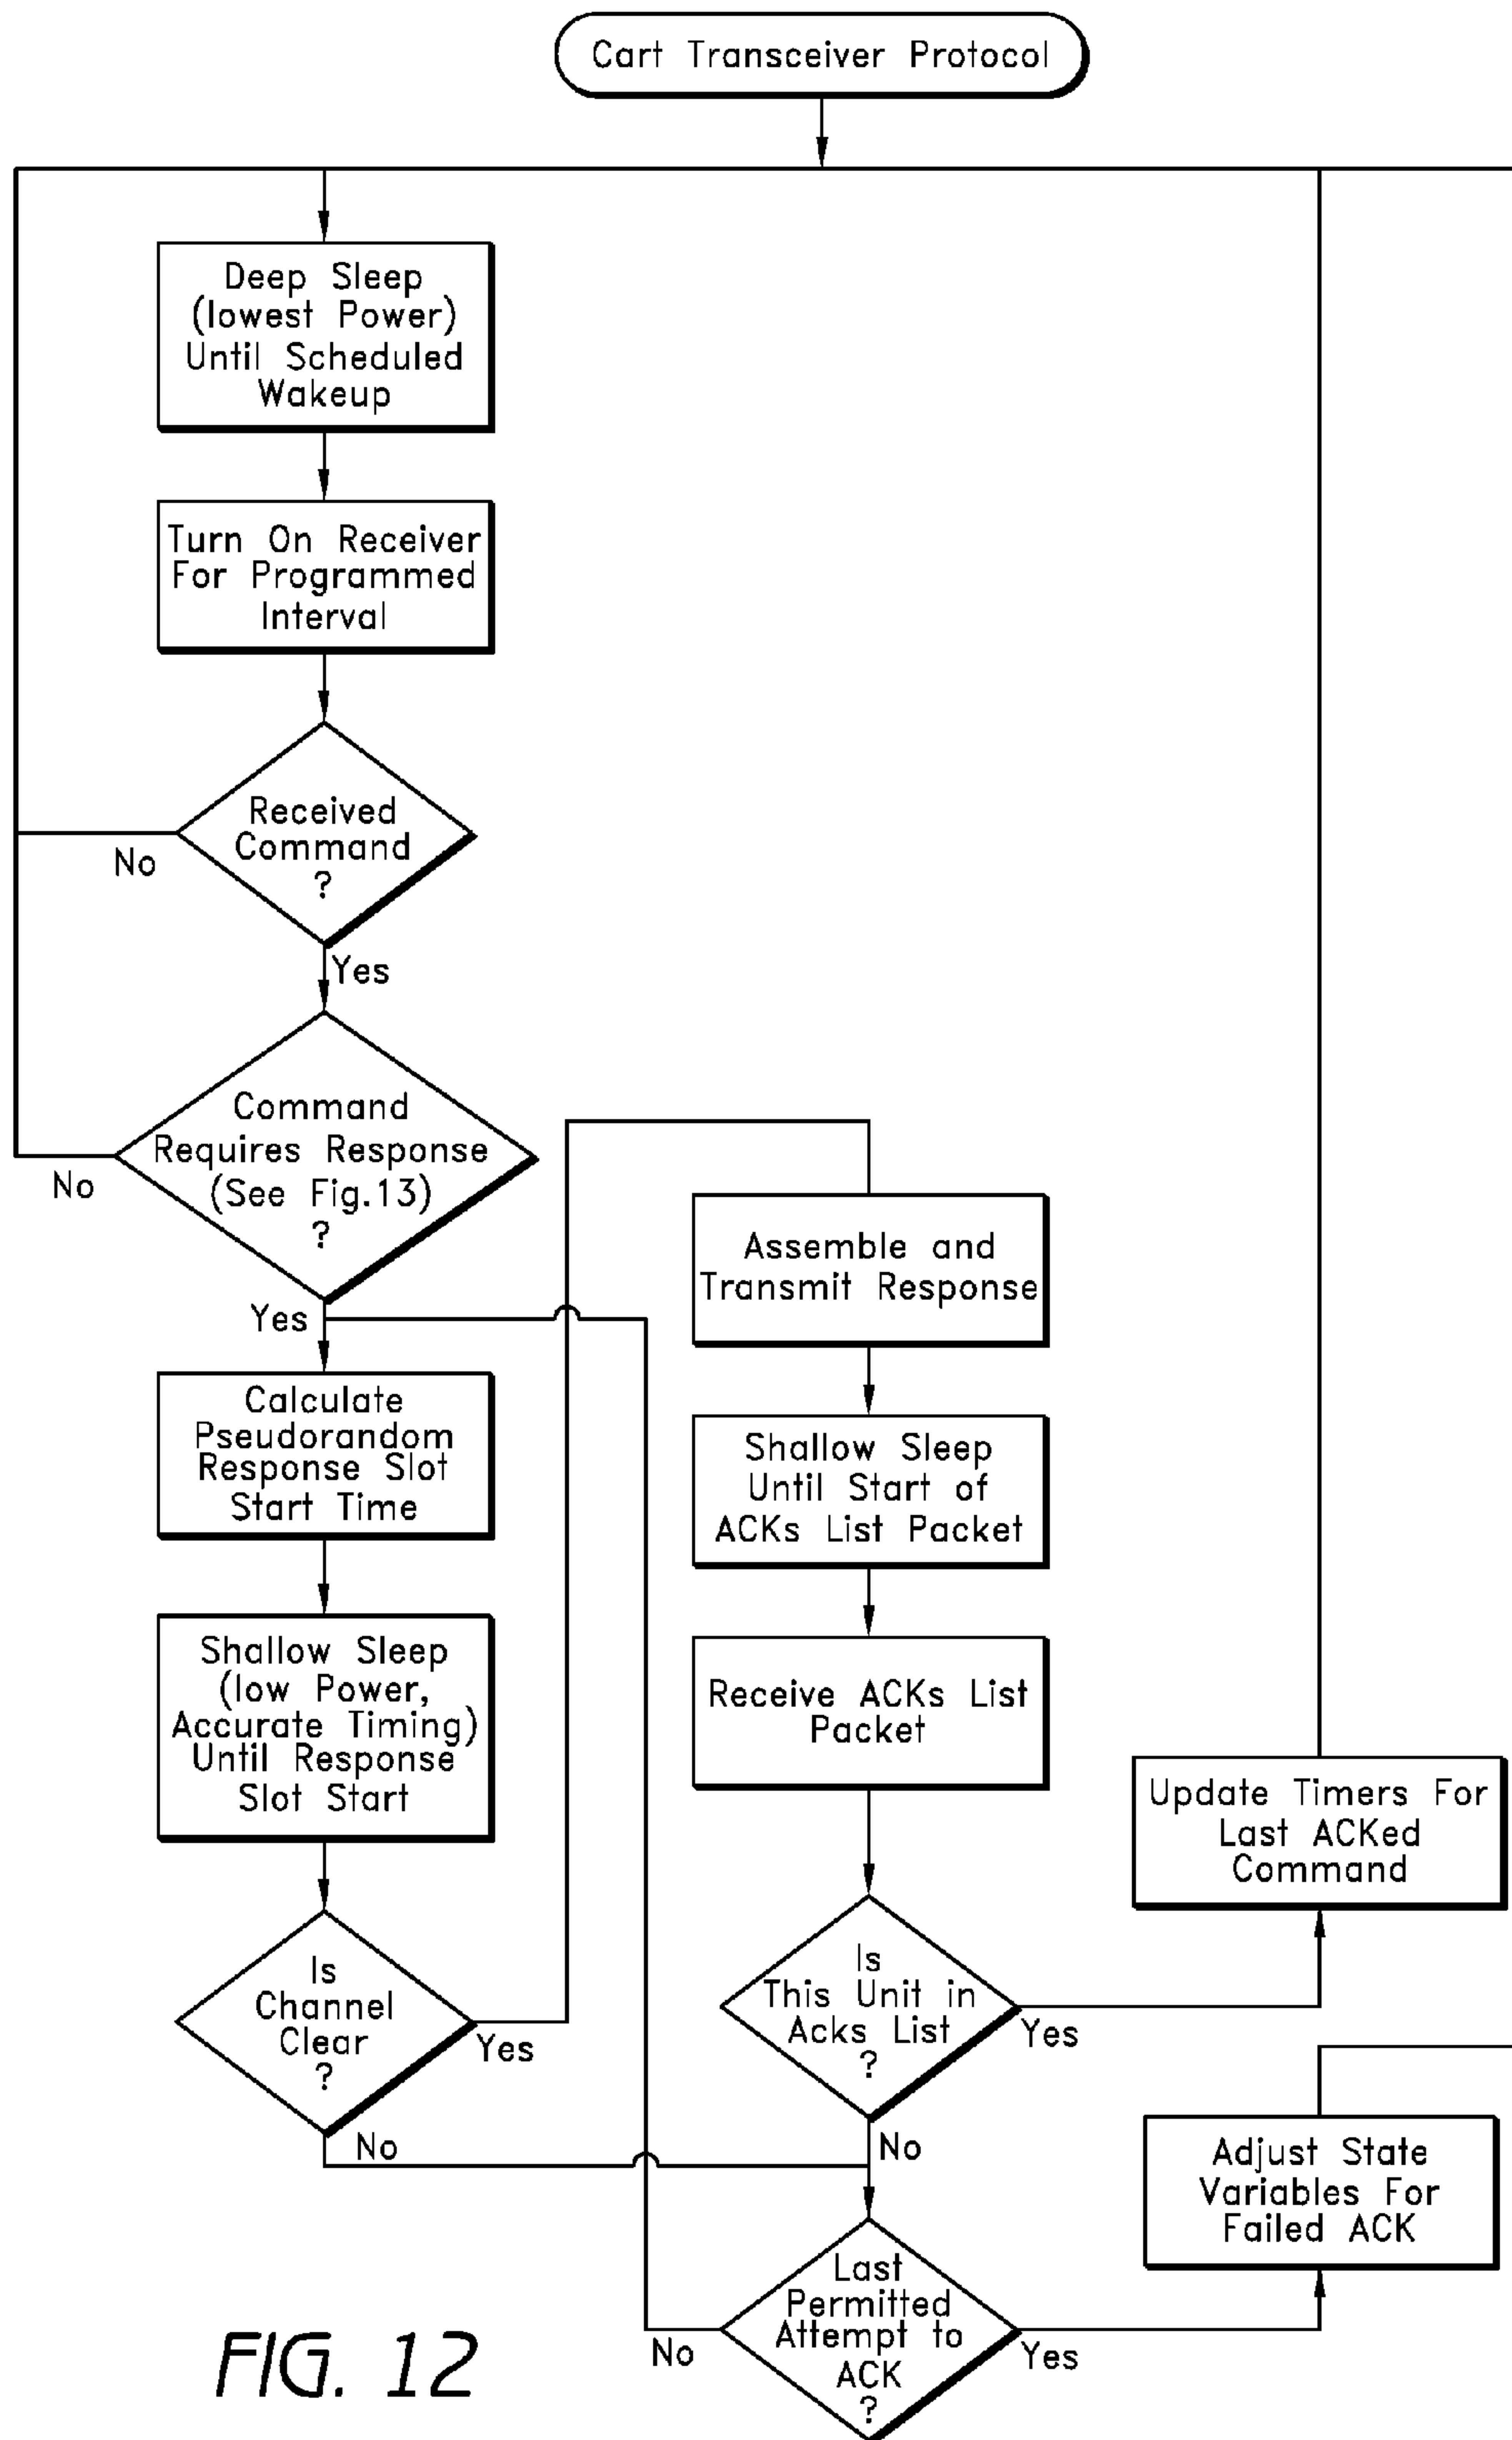 Cart Transceiver Protocol
Deep Sleep
(lowest Power)
Until Scheduled
Wakeup
Turn On Receiver
For Programmed
Interval
Received
Command
?
No
Yes
Command
Requires Response
(See Fig.13)
?
No
Yes
Calculate
Pseudorandom
Response Slot
Start Time
Shallow Sleep
(low Power,
Accurate Timing)
Until Response
Slot Start
Is
Channel
Clear
?
Yes
No
Assemble and
Transmit Response
Shallow Sleep
Until Start of
ACKs List Packet
Receive ACKs List
Packet
Is
This Unit in
Acks List
?
Yes
No
Update Timers For
Last ACKed
Command
Last
Permitted
Attempt to
ACK
?
No
Yes
Adjust State
Variables For
Failed ACK
FIG. 12